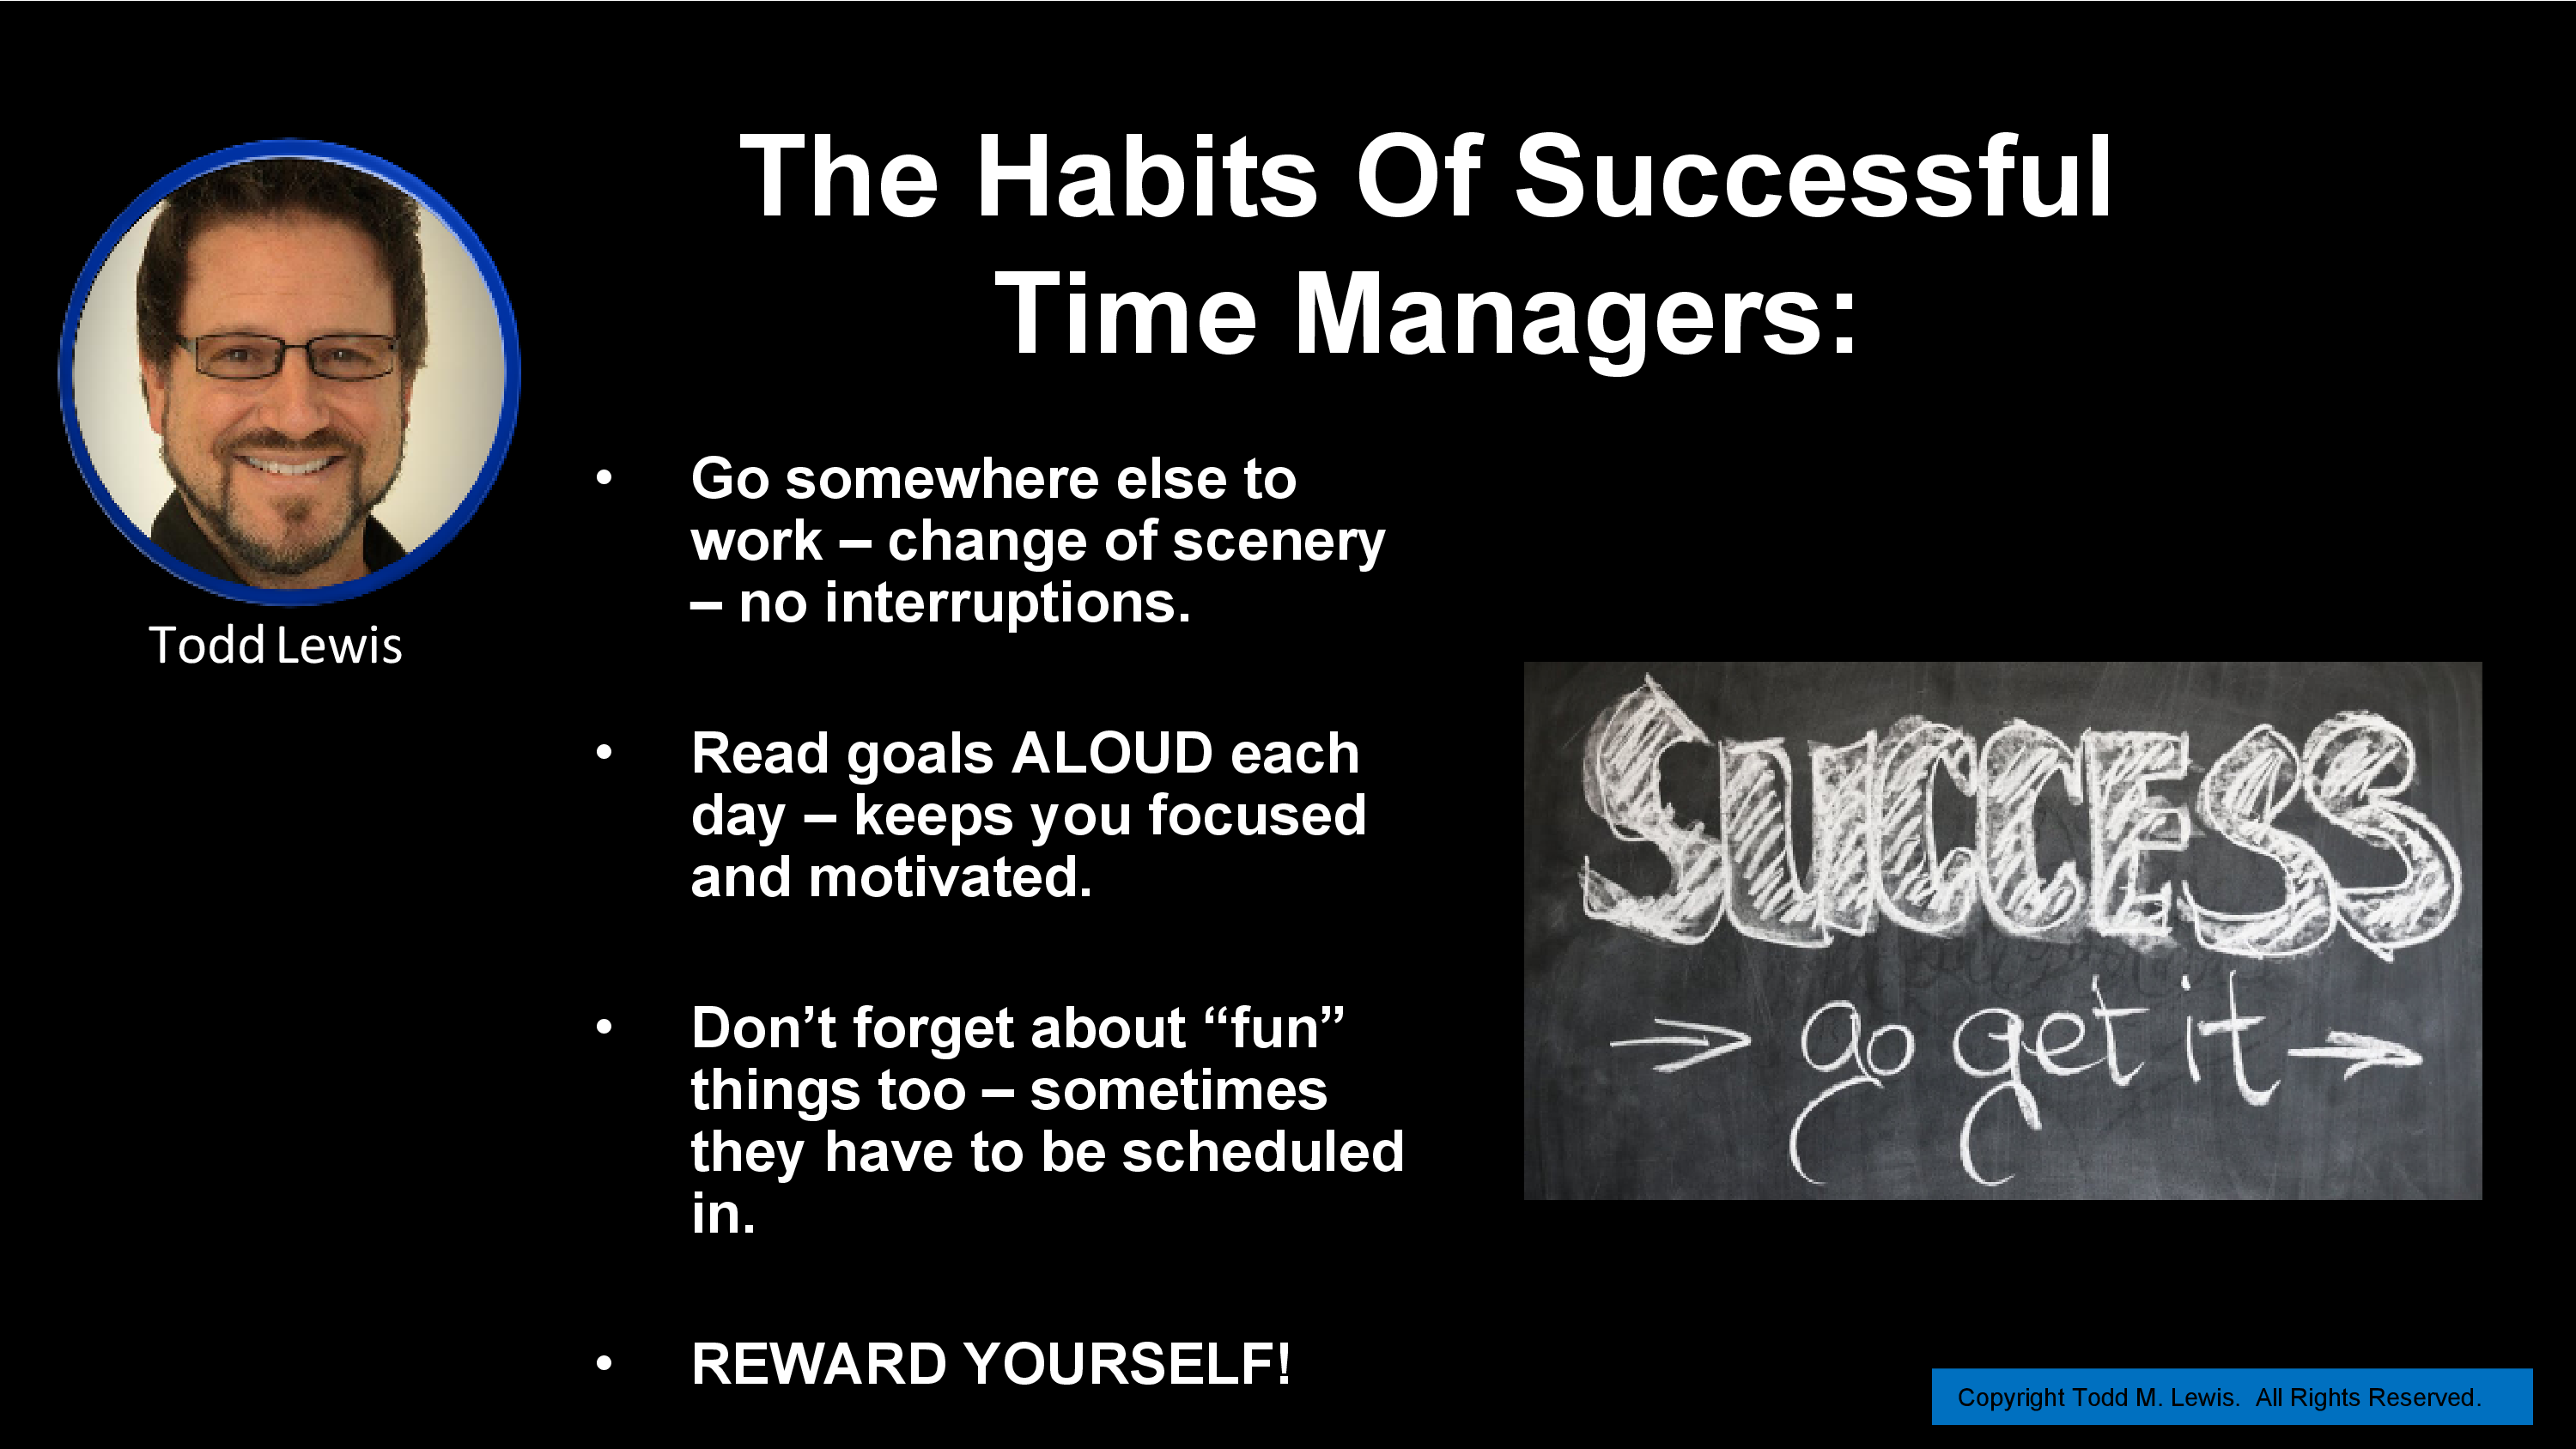 The Habits Of Successful
Time Managers:
Todd Lewis
• Go somewhere else to
work – change of scenery
– no interruptions.
• Read goals ALOUD each
day – keeps you focused
and motivated.
• Don’t forget about “fun”
things too – sometimes
they have to be scheduled
in.
• REWARD YOURSELF!
SUCCESS
→ go get it →
Copyright Todd M. Lewis.  All Rights Reserved.